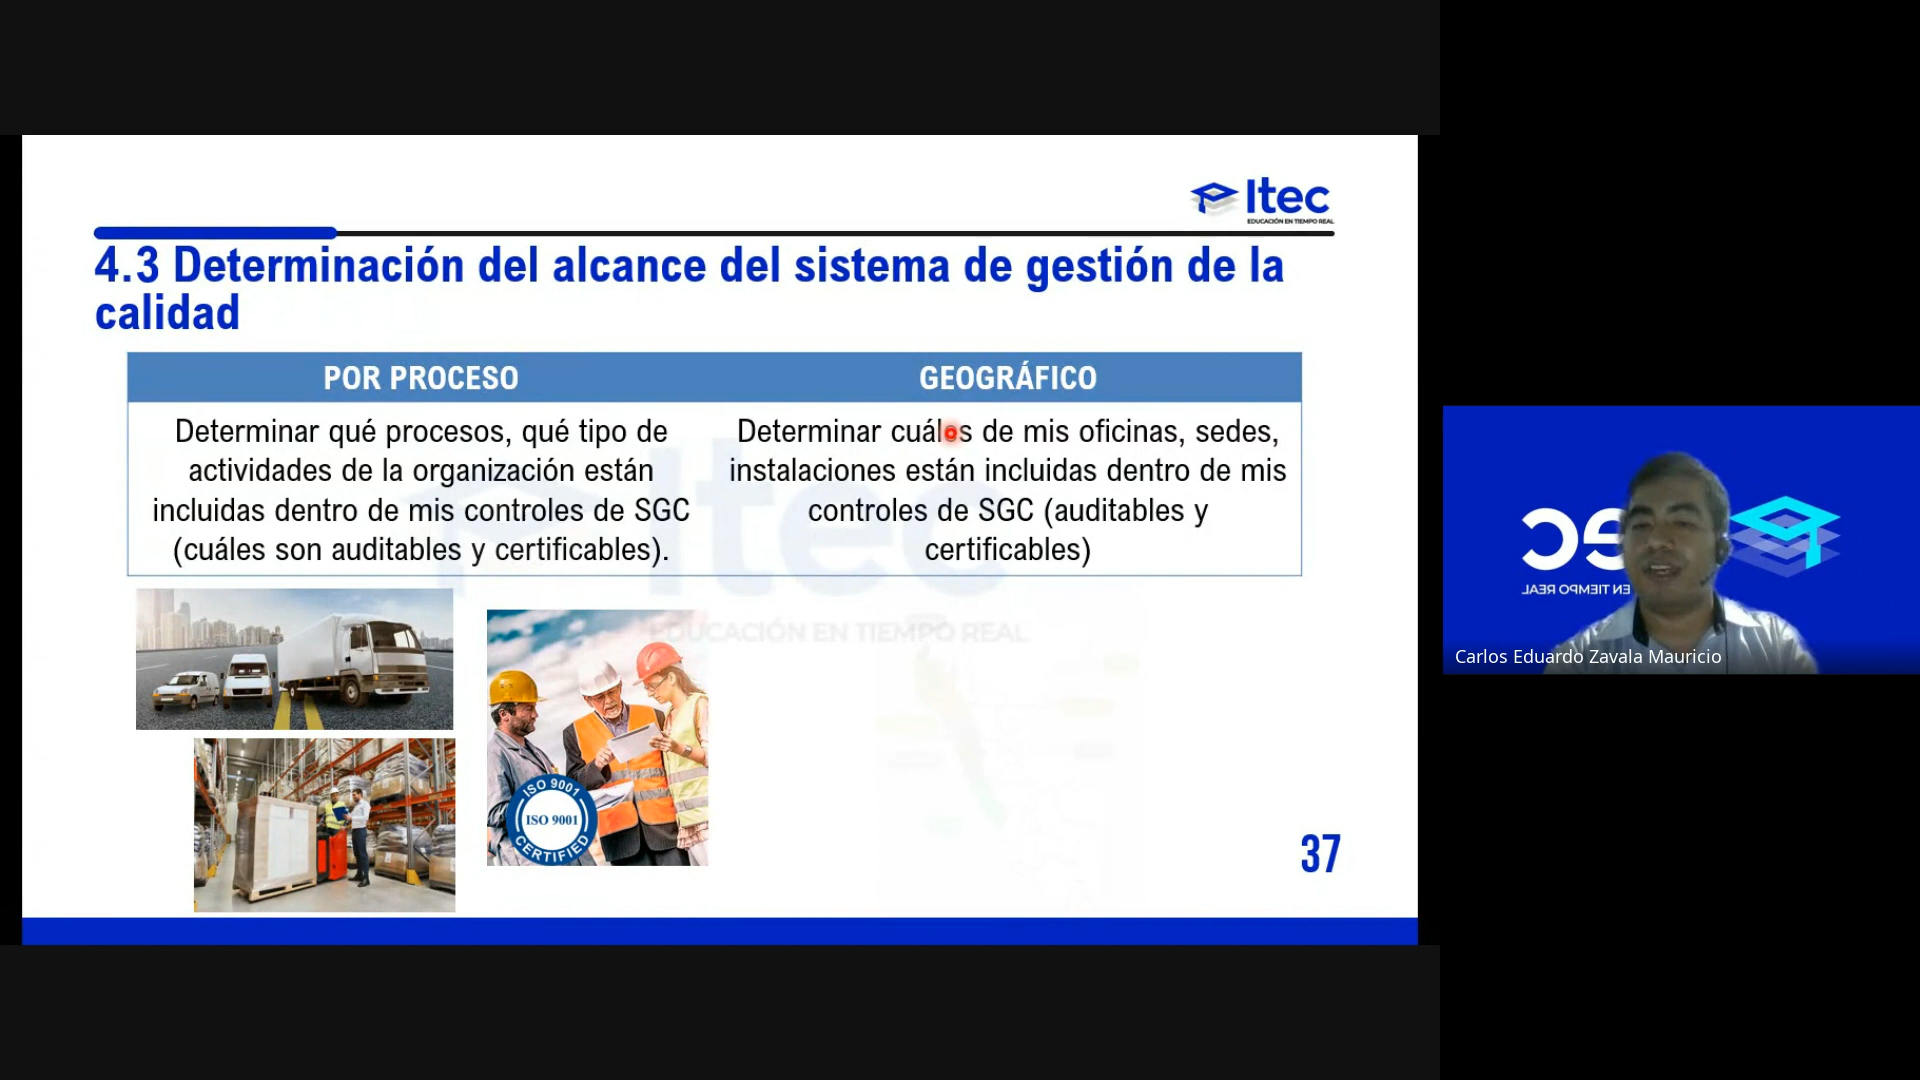 Itec
EDUCACIÓN EN TIEMPO REAL
4.3 Determinación del alcance del sistema de gestión de la
calidad
POR PROCESO
GEOGRÁFICO
Determinar qué procesos, qué tipo de
actividades de la organización están
incluidas dentro de mis controles de SGC
(cuáles son auditables y certificables).
Determinar cuáles de mis oficinas, sedes,
instalaciones están incluidas dentro de mis
controles de SGC (auditables y
certificables)
Itec
EDUCACIÓN EN TIEMPO REAL
ISO 9001
ISO 9001
CERTIFIED
37
ec
EN TIEMPO REAL
Carlos Eduardo Zavala Mauricio